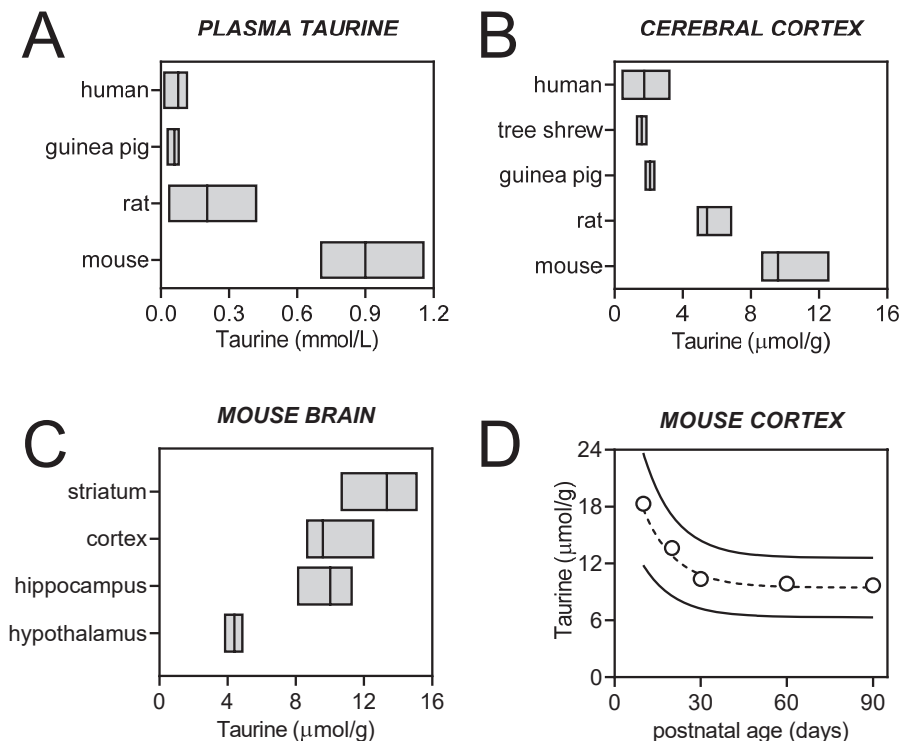 A
PLASMA TAURINE
human
guinea pig
rat
mouse
0.0 0.3 0.6 0.9 1.2
Taurine (mmol/L)
B
CEREBRAL CORTEX
human
tree shrew
guinea pig
rat
mouse
0 4 8 12 16
Taurine (μmol/g)
C
MOUSE BRAIN
striatum
cortex
hippocampus
hypothalamus
0 4 8 12 16
Taurine (μmol/g)
D
MOUSE CORTEX
Taurine (μmol/g)
24
18
12
6
0
0 30 60 90
postnatal age (days)